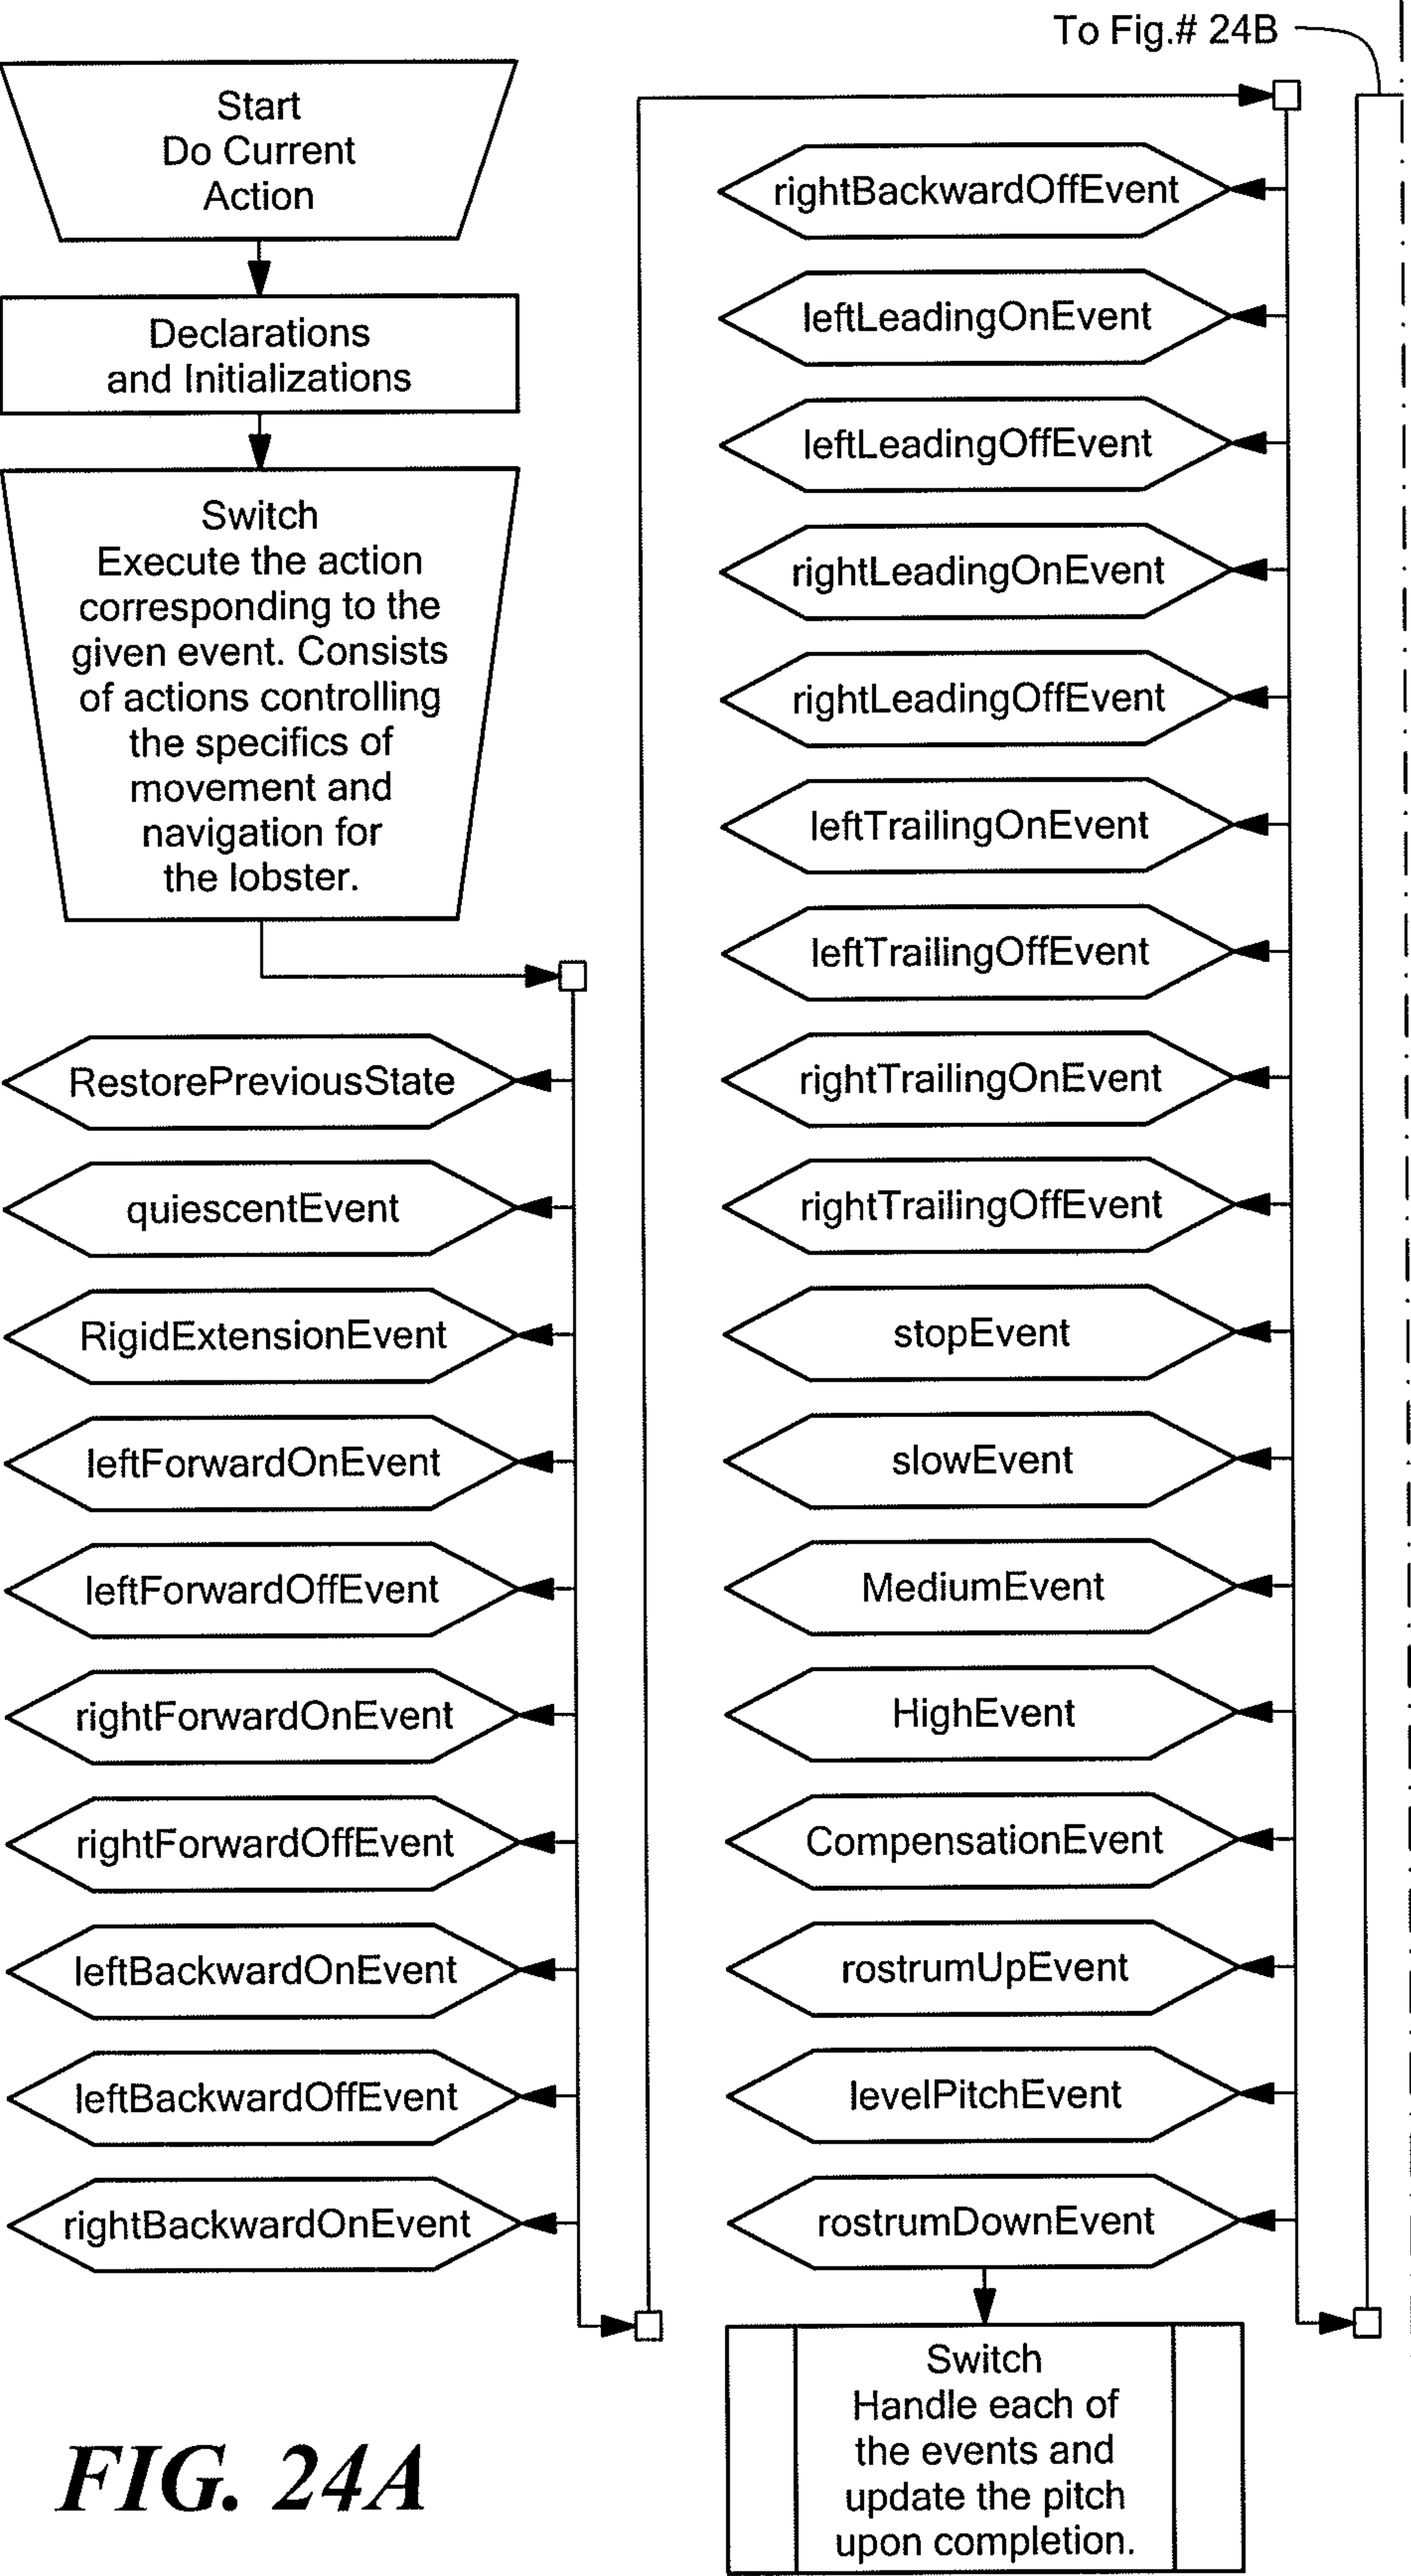 Start
Do Current
Action
Declarations
and Initializations
Switch
Execute the action
corresponding to the
given event. Consists
of actions controlling
the specifics of
movement and
navigation for
the lobster.
RestorePreviousState
quiescentEvent
RigidExtensionEvent
leftForwardOnEvent
leftForwardOffEvent
rightForwardOnEvent
rightForwardOffEvent
leftBackwardOnEvent
leftBackwardOffEvent
rightBackwardOnEvent
To Fig.# 24B
rightBackwardOffEvent
leftLeadingOnEvent
leftLeadingOffEvent
rightLeadingOnEvent
rightLeadingOffEvent
leftTrailingOnEvent
leftTrailingOffEvent
rightTrailingOnEvent
rightTrailingOffEvent
stopEvent
slowEvent
MediumEvent
HighEvent
CompensationEvent
rostrumUpEvent
levelPitchEvent
rostrumDownEvent
Switch
Handle each of
the events and
update the pitch
upon completion.
FIG. 24A